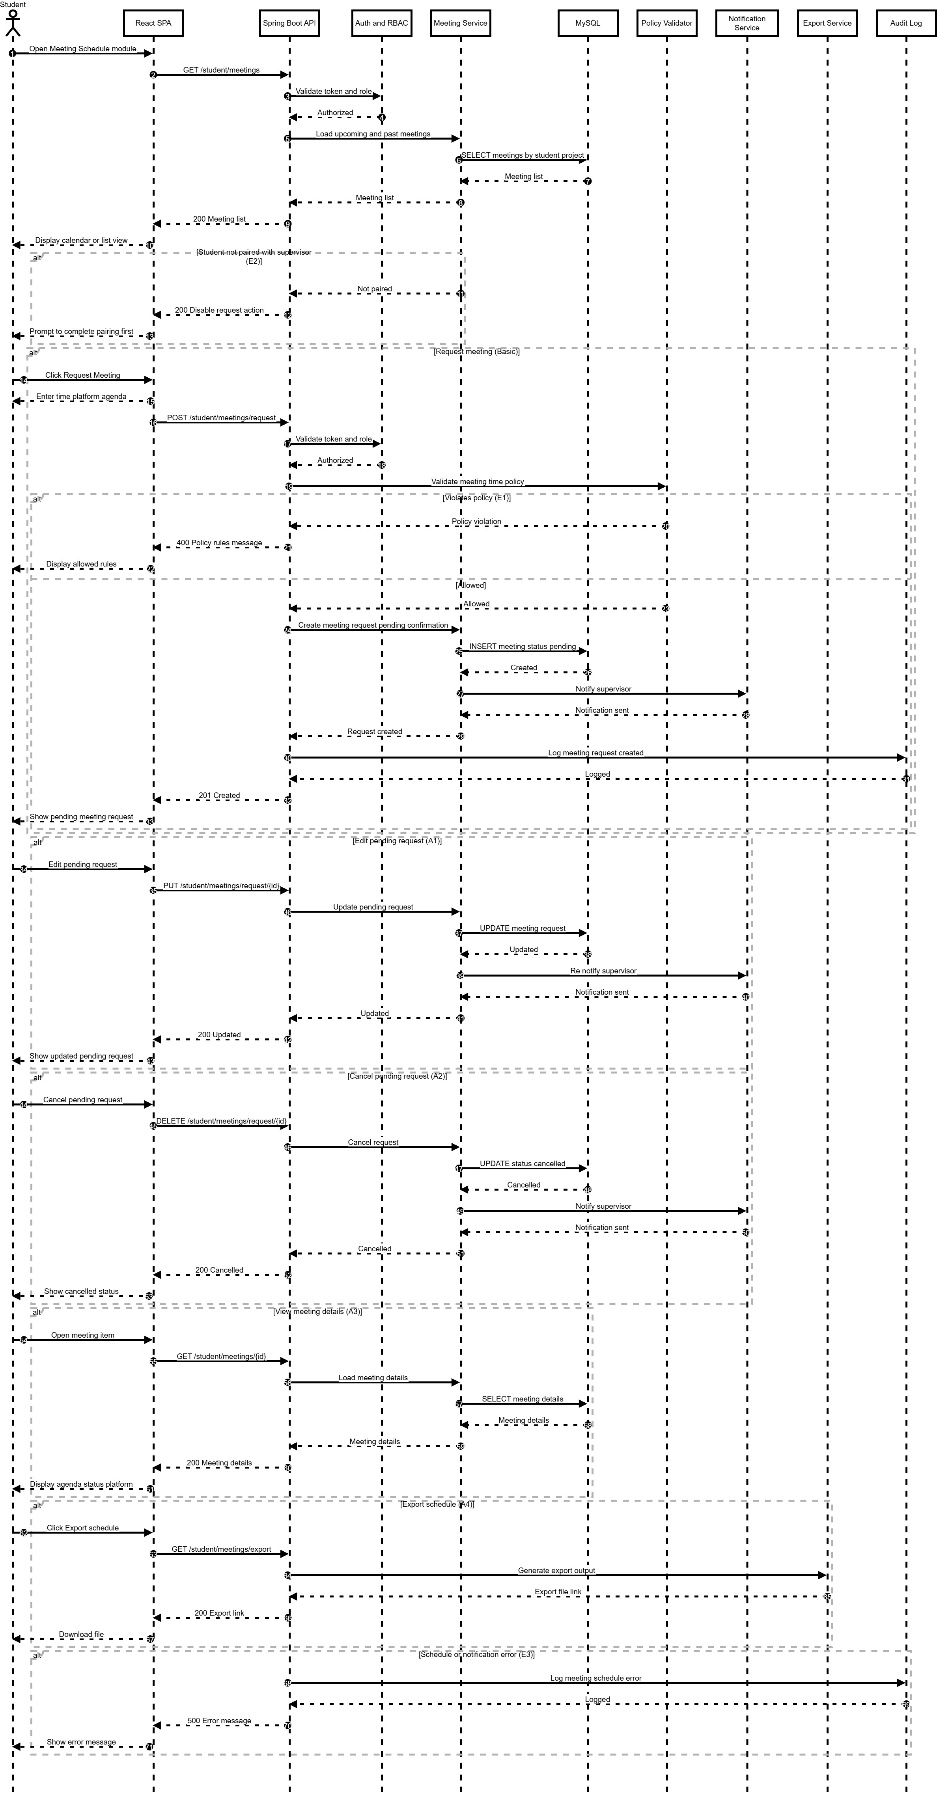 Student
React SPA
Spring Boot API
Auth and RBAC
Meeting Service
MySQL
Policy Validator
Notification
Service
Export Service
Audit Log
Open Meeting Schedule module
GET /student/meetings
Validate token and role
Authorized
Load upcoming and past meetings
SELECT meetings by student project
Meeting list
Meeting list
200 Meeting list
Display calendar or list view
alt
[Student not paired with supervisor
(E2)]
Not paired
200 Disable request action
Prompt to complete pairing first
alt
[Request meeting (Basic)]
Click Request Meeting
Enter time platform agenda
POST /student/meetings/request
Validate token and role
Authorized
Validate meeting time policy
alt
[Violates policy (E1)]
Policy violation
400 Policy rules message
Display allowed rules
[Allowed]
Allowed
Create meeting request pending confirmation
INSERT meeting status pending
Created
Notify supervisor
Notification sent
Request created
Log meeting request created
Logged
201 Created
Show pending meeting request
alt
[Edit pending request (A1)]
Edit pending request
PUT /student/meetings/request/{id}
Update pending request
UPDATE meeting request
Updated
Re notify supervisor
Notification sent
Updated
200 Updated
Show updated pending request
alt
[Cancel pending request (A2)]
Cancel pending request
DELETE /student/meetings/request/{id}
Cancel request
UPDATE status cancelled
Cancelled
Notify supervisor
Notification sent
Cancelled
200 Cancelled
Show cancelled status
alt
[View meeting details (A3)]
Open meeting item
GET /student/meetings/{id}
Load meeting details
SELECT meeting details
Meeting details
Meeting details
200 Meeting details
Display agenda status platform
alt
[Export schedule (A4)]
Click Export schedule
GET /student/meetings/export
Generate export output
Export file link
200 Export link
Download file
alt
[Schedule or notification error (E3)]
Log meeting schedule error
Logged
500 Error message
Show error message